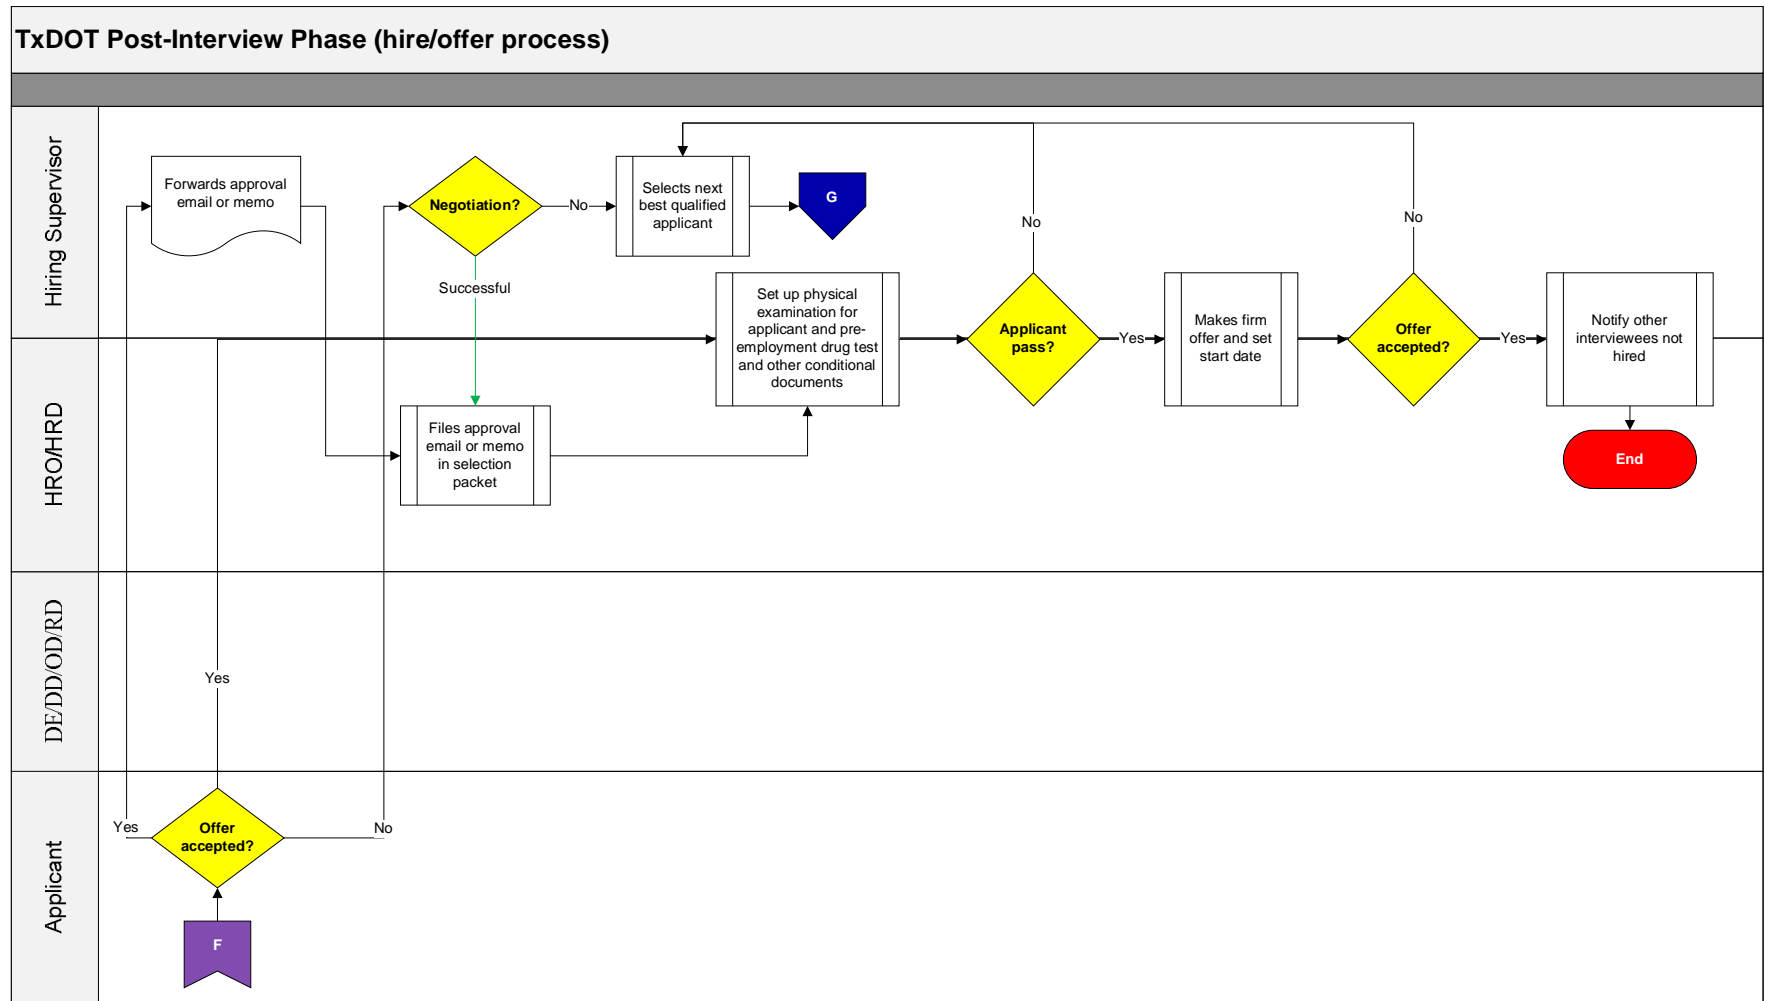 TxDOT Post-Interview Phase (hire/offer process)
Hiring Supervisor
Forwards approval
email or memo
Negotiation?
No
Selects next
best qualified
applicant
G
No
No
Successful
Set up physical
examination for
applicant and pre-
employment drug test
and other conditional
documents
Applicant
pass?
Yes
Makes firm
offer and set
start date
Offer
accepted?
Yes
Notify other
interviewees not
hired
HRO/HRD
Files approval
email or memo
in selection
packet
End
DE/DD/OD/RD
Yes
Applicant
Yes
Offer
accepted?
No
F